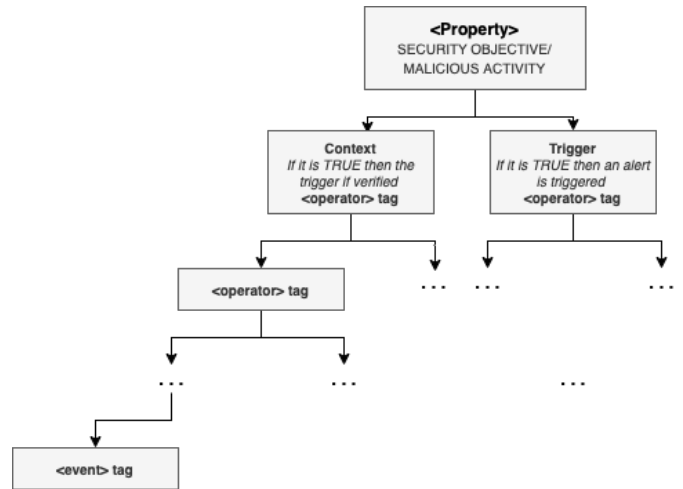 <Property>
SECURITY OBJECTIVE/
MALICIOUS ACTIVITY
Context
If it is TRUE then the
trigger if verified
<operator> tag
Trigger
If it is TRUE then an alert
is triggered
<operator> tag
<operator> tag
...
...
...
...
...
...
<event> tag